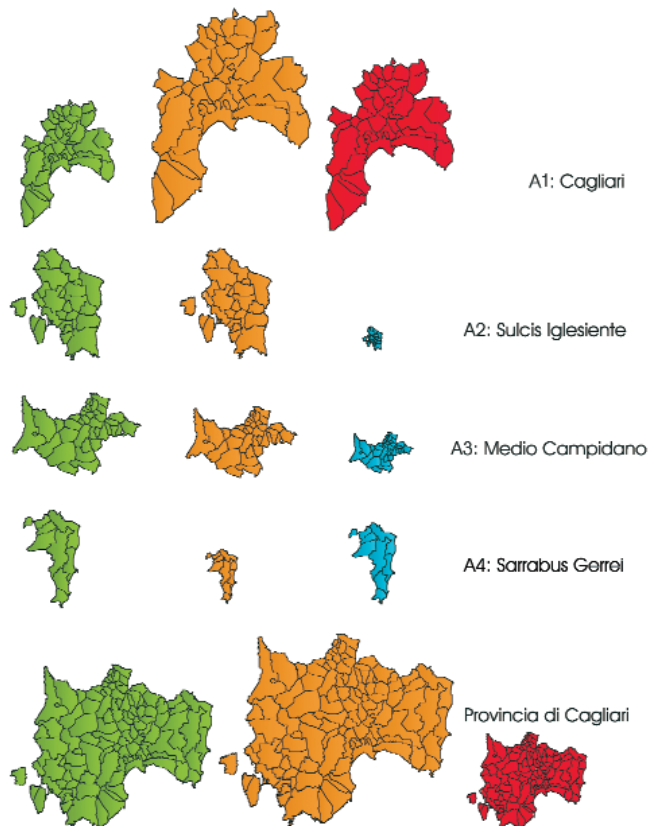 A1: Cagliari
A2: Sulcis Iglesiente
A3: Medio Campidano
A4: Sarrabus Gerrei
Provincia di Cagliari